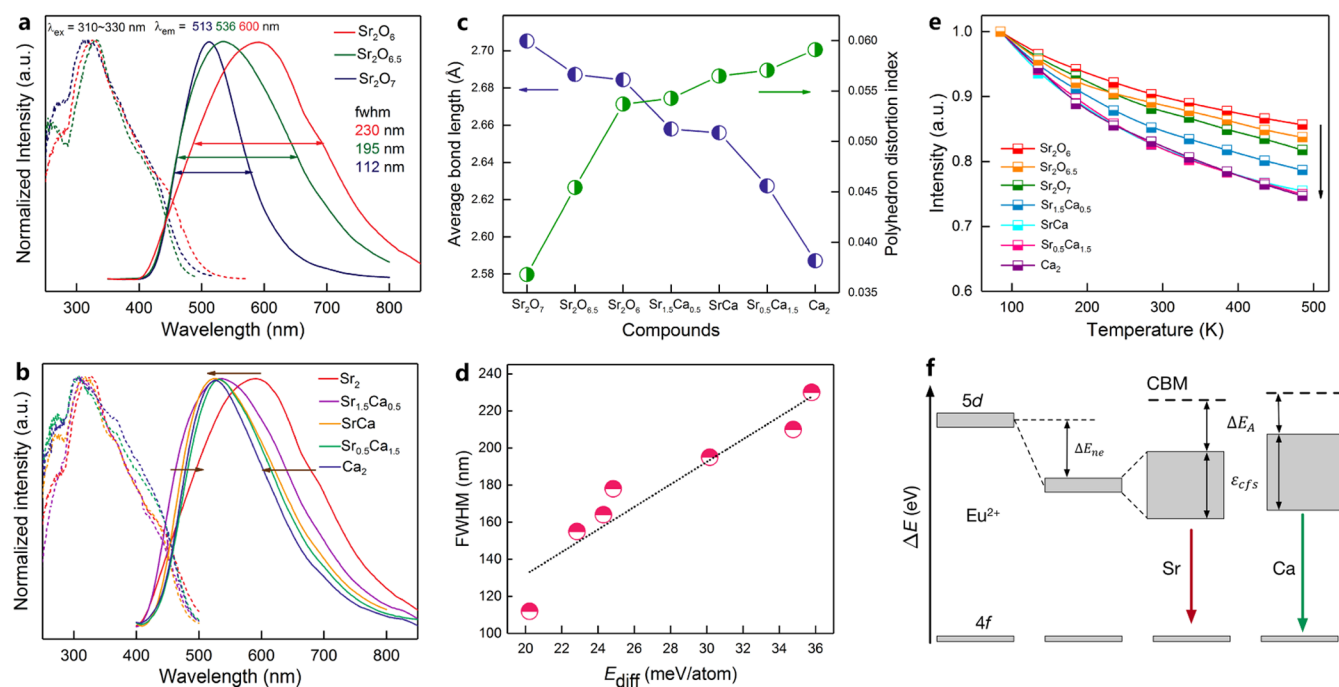 a
λex = 310~330 nm λem = 513 536 600 nm
Sr2O6
Sr2O6.5
Sr2O7
fwhm
230 nm
195 nm
112 nm
Normalized Intensity (a.u.)
300 400 500 600 700 800
Wavelength (nm)
b
Sr2
Sr1.5Ca0.5
SrCa
Sr0.5Ca1.5
Ca2
Normalized intensity (a.u.)
300 400 500 600 700 800
Wavelength (nm)
c
Average bond length (Å)
2.70
2.68
2.66
2.64
2.62
2.60
2.58
0.060
0.055
0.050
0.045
0.040
0.035
Polyhedron distortion index
Sr2O7 Sr2O6.5 Sr2O6 Sr1.5Ca0.5 SrCa Sr0.5Ca1.5 Ca2
Compounds
d
FWHM (nm)
240
220
200
180
160
140
120
100
20 22 24 26 28 30 32 34 36
Ediff (meV/atom)
e
Intensity (a.u.)
1.0
0.9
0.8
0.7
0.6
Sr2O6
Sr2O6.5
Sr2O7
Sr1.5Ca0.5
SrCa
Sr0.5Ca1.5
Ca2
100 200 300 400 500
Temperature (K)
f
ΔE (eV)
5d
CBM
ΔEne
ΔEA
εcfs
Eu2+
Sr
Ca
4f